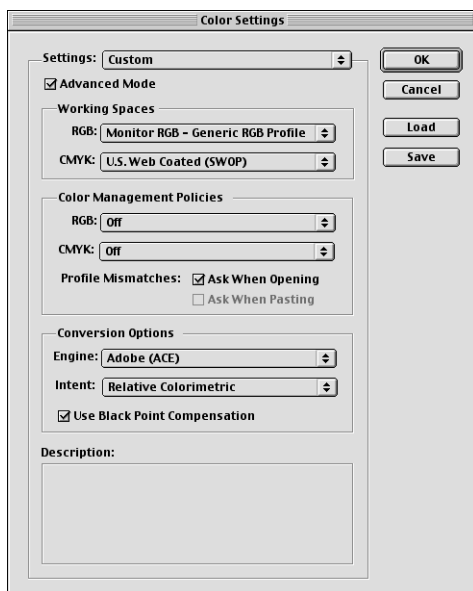 Color Settings
Settings: Custom
OK
Advanced Mode
Cancel
Working Spaces
RGB: Monitor RGB - Generic RGB Profile
Load
CMYK: U.S. Web Coated (SWOP)
Save
Color Management Policies
RGB: Off
CMYK: Off
Profile Mismatches: Ask When Opening
Ask When Pasting
Conversion Options
Engine: Adobe (ACE)
Intent: Relative Colorimetric
Use Black Point Compensation
Description: